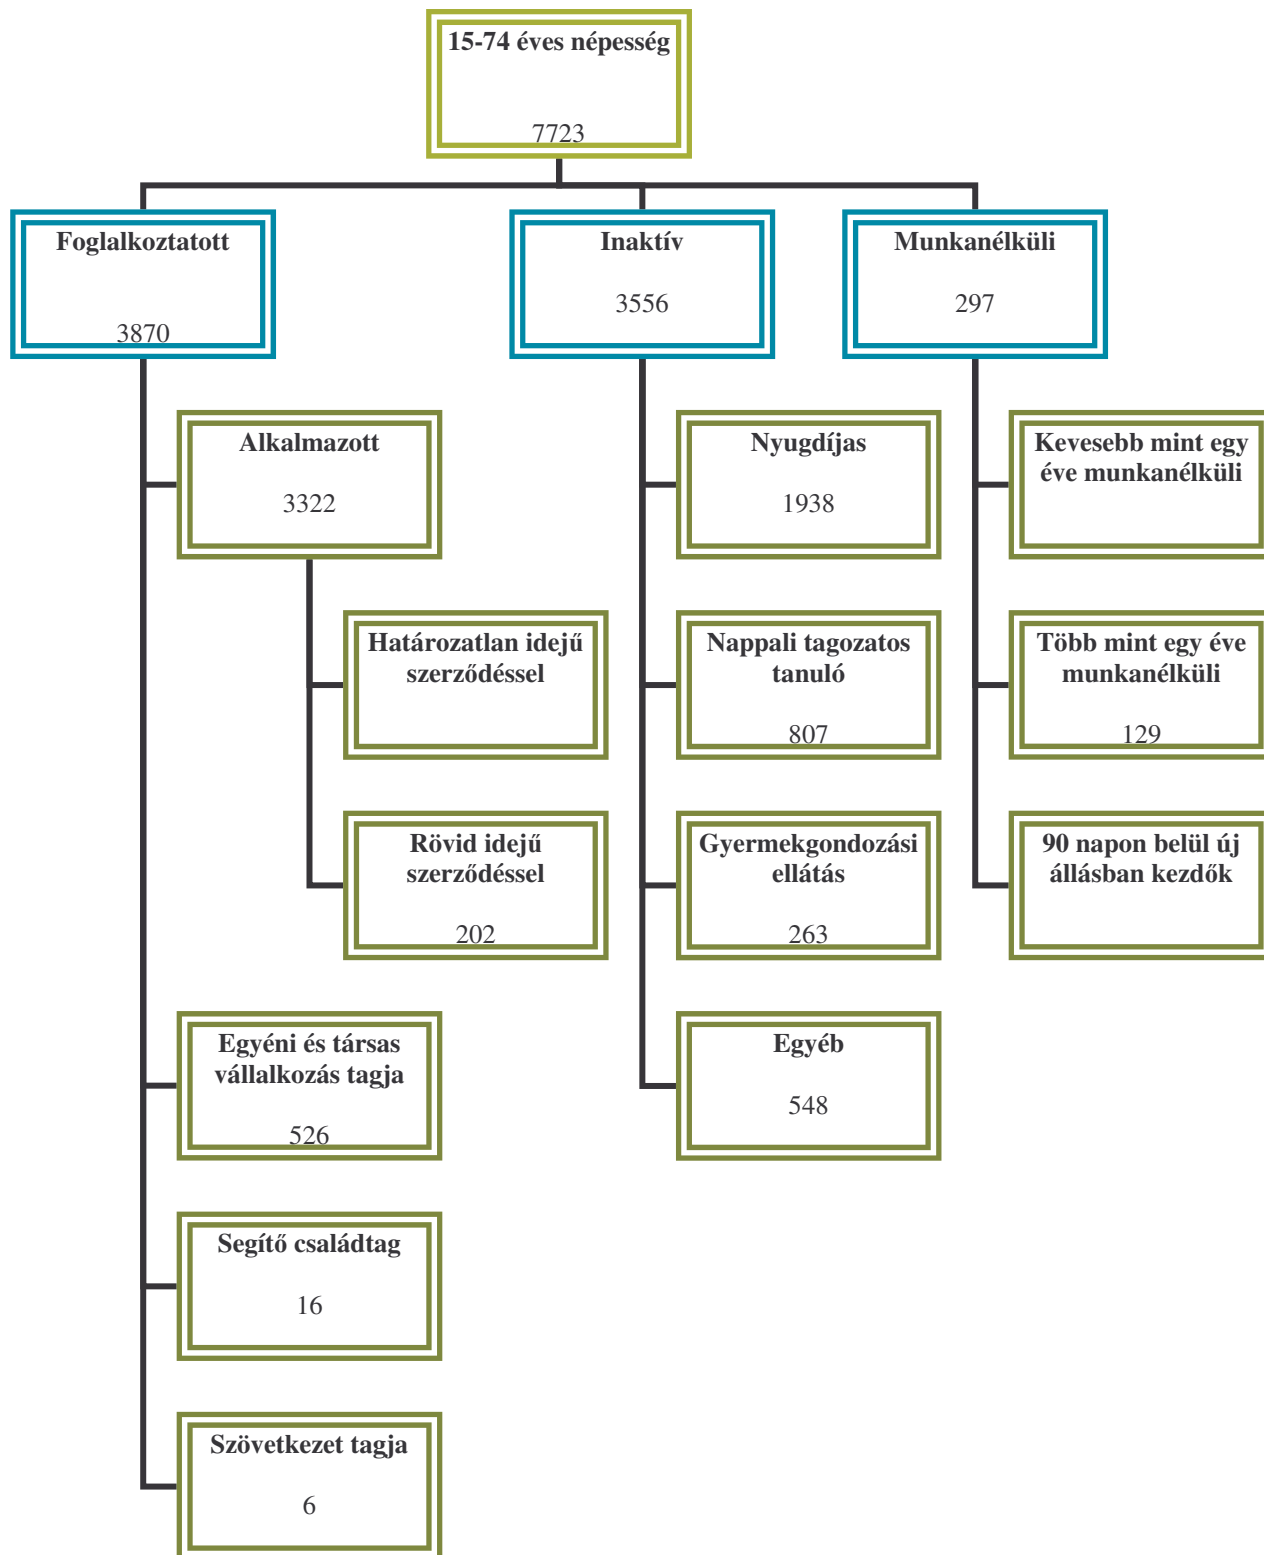 15-74 éves népesség
7723
Foglalkoztatott
3870
Inaktív
3556
Munkanélküli
297
Alkalmazott
3322
Nyugdíjas
1938
Kevesebb mint egy
éve munkanélküli
Határozatlan idejű
szerződéssel
Nappali tagozatos
tanuló
807
Több mint egy éve
munkanélküli
129
Rövid idejű
szerződéssel
202
Gyermekgondozási
ellátás
263
90 napon belül új
állásban kezdők
Egyéni és társas
vállalkozás tagja
526
Egyéb
548
Segítő családtag
16
Szövetkezet tagja
6